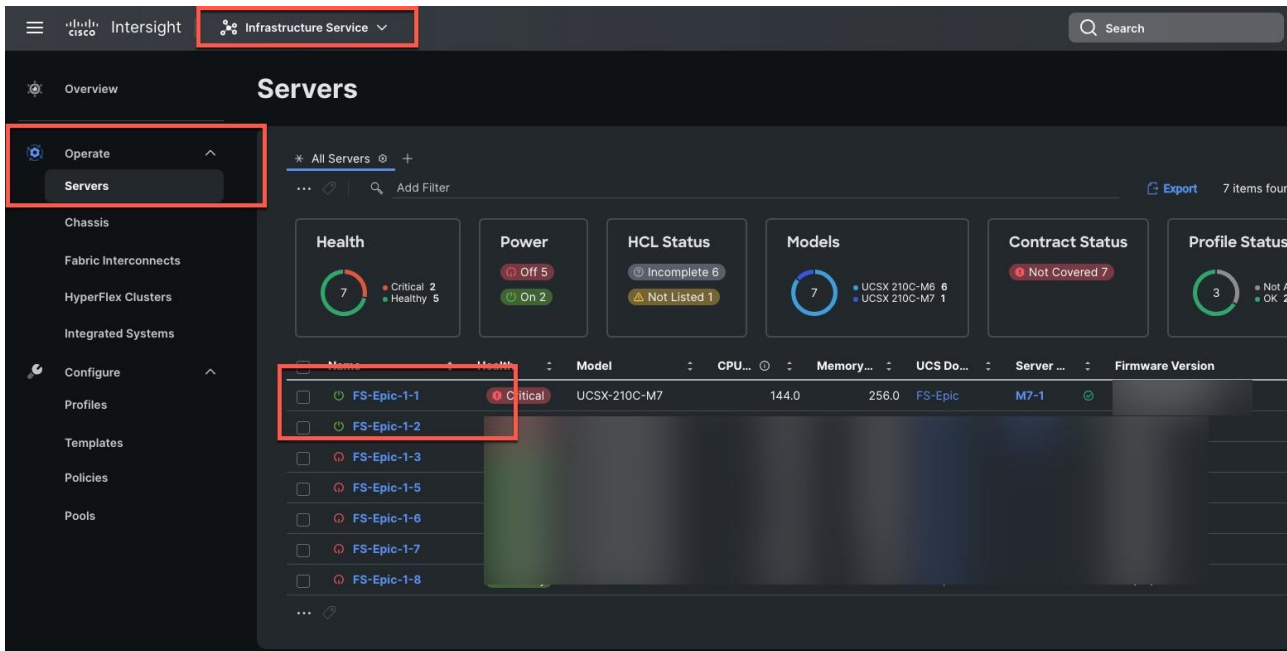 cisco Intersight Infrastructure Service Search
Overview
Servers
Operate
Servers
Chassis
Fabric Interconnects
HyperFlex Clusters
Integrated Systems
Configure
Profiles
Templates
Policies
Pools
All Servers +
... Add Filter Export 7 items four
Health
7
Critical 2
Healthy 5
Power
Off 5
On 2
HCL Status
Incomplete 6
Not Listed 1
Models
7
UCSX 210C-M6 6
UCSX 210C-M7 1
Contract Status
Not Covered 7
Profile Status
3
Not A
OK 2
Name Health Model CPU... Memory... UCS Do... Server ... Firmware Version
FS-Epic-1-1 Critical UCSX-210C-M7 144.0 256.0 FS-Epic M7-1
FS-Epic-1-2
FS-Epic-1-3
FS-Epic-1-5
FS-Epic-1-6
FS-Epic-1-7
FS-Epic-1-8
...